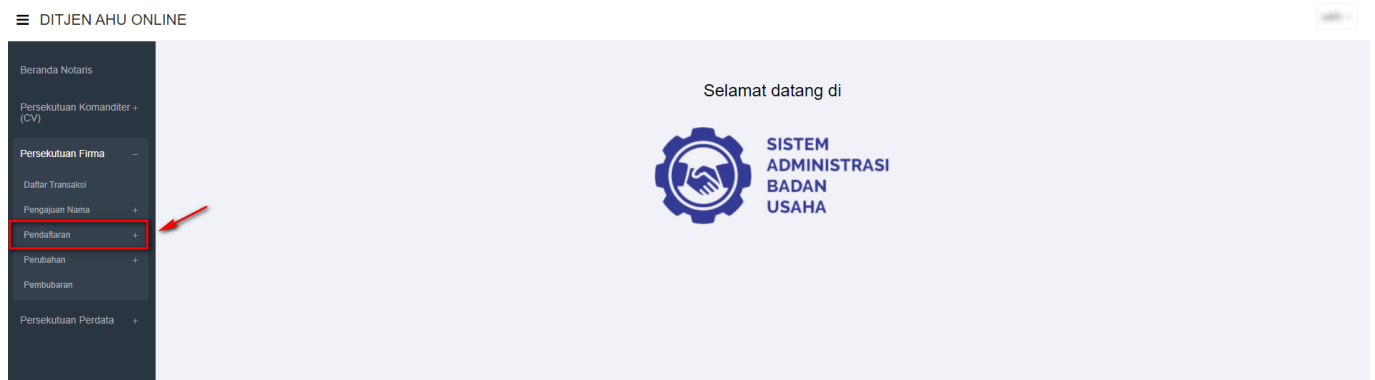 ≡ DITJEN AHU ONLINE
Beranda Notaris
Persekutuan Komanditer +
(CV)
Persekutuan Firma −
Daftar Transaksi
Pengajuan Nama +
Pendaftaran +
Perubahan +
Pembubaran
Persekutuan Perdata +
Selamat datang di
SISTEM
ADMINISTRASI
BADAN
USAHA